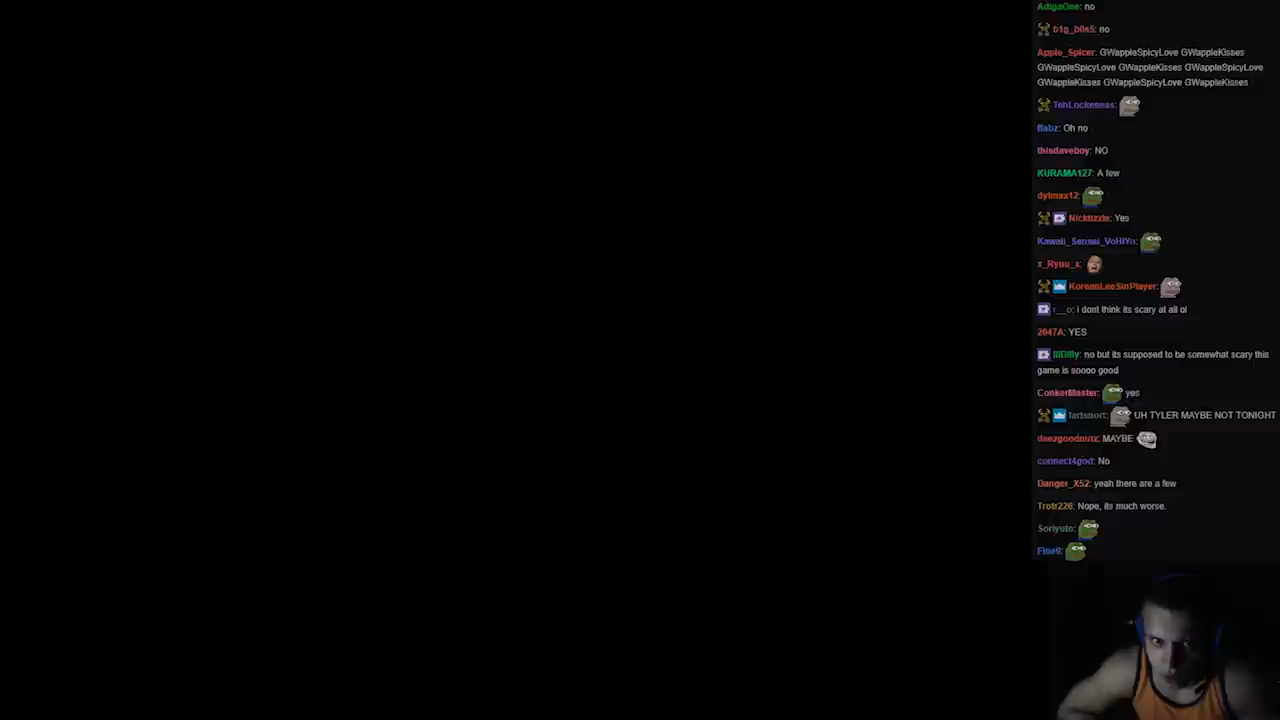 AdigaOne: no
b1g_b0s5: no
Apple_Spicer: GWappleSpicyLove GWappleKisses
GWappleSpicyLove GWappleKisses GWappleSpicyLove
GWappleKisses GWappleSpicyLove GWappleKisses
TehLockeness:
flabz: Oh no
thisdaveboy: NO
KURAMA127: A few
dylmax12:
Nicktizzle: Yes
Kawaii_Sensei_VoHiYo:
x_Ryuu_x:
KoreanLeeSinPlayer:
i dont think its scary at all ol
2047A: YES
IllDilly: no but its supposed to be somewhat scary this
game is soooo good
ConkerMaster: yes
UH TYLER MAYBE NOT TONIGHT
deezgoodnutz: MAYBE
connect4god: No
Danger_X52: yeah there are a few
Trotr226: Nope, its much worse.
Soriyuto:
Fine9: